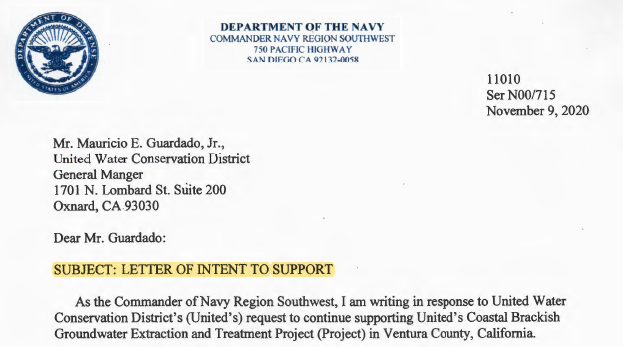 DEPARTMENT OF DEFENSE
UNITED STATES OF AMERICA
DEPARTMENT OF THE NAVY
COMMANDER NAVY REGION SOUTHWEST
750 PACIFIC HIGHWAY
SAN DIEGO CA 92132-0058
11010
Ser N00/715
November 9, 2020
Mr. Mauricio E. Guardado, Jr.,
United Water Conservation District
General Manger
1701 N. Lombard St. Suite 200
Oxnard, CA 93030
Dear Mr. Guardado:
SUBJECT: LETTER OF INTENT TO SUPPORT
As the Commander of Navy Region Southwest, I am writing in response to United Water
Conservation District's (United's) request to continue supporting United's Coastal Brackish
Groundwater Extraction and Treatment Project (Project) in Ventura County, California.